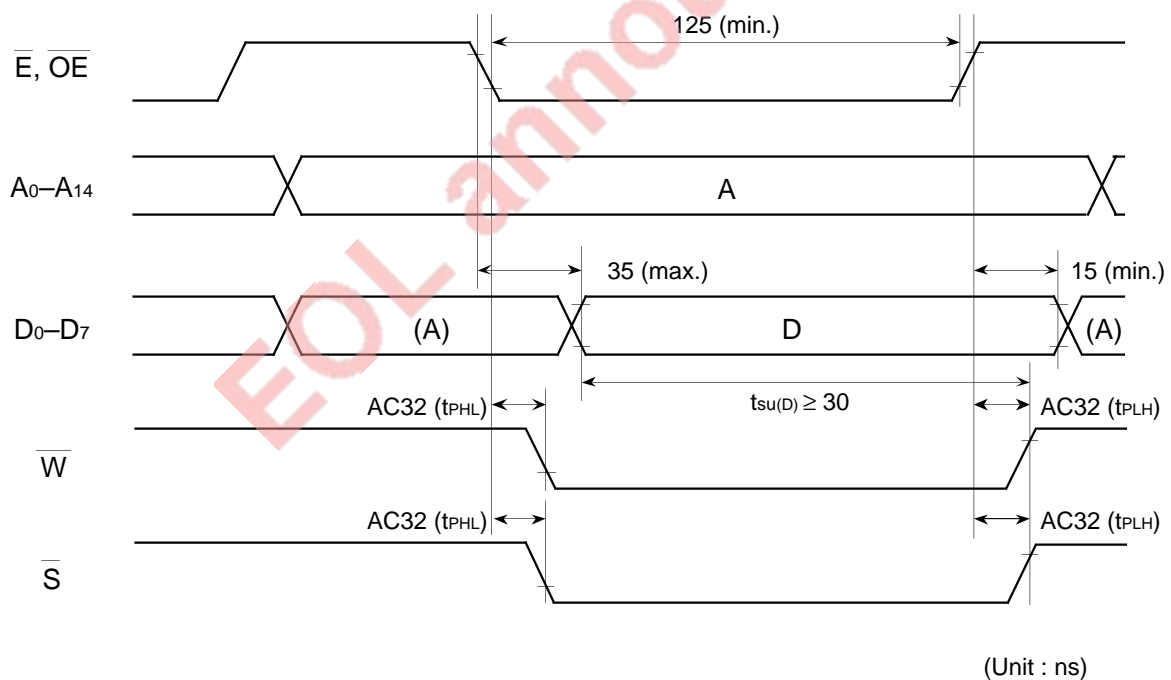 125 (min.)
E, OE
A0–A14
A
35 (max.)
15 (min.)
D0–D7
(A)
D
(A)
tsu(D) ≥ 30
AC32 (tPHL)
AC32 (tPLH)
W
AC32 (tPHL)
AC32 (tPLH)
S
(Unit : ns)
EOL annou